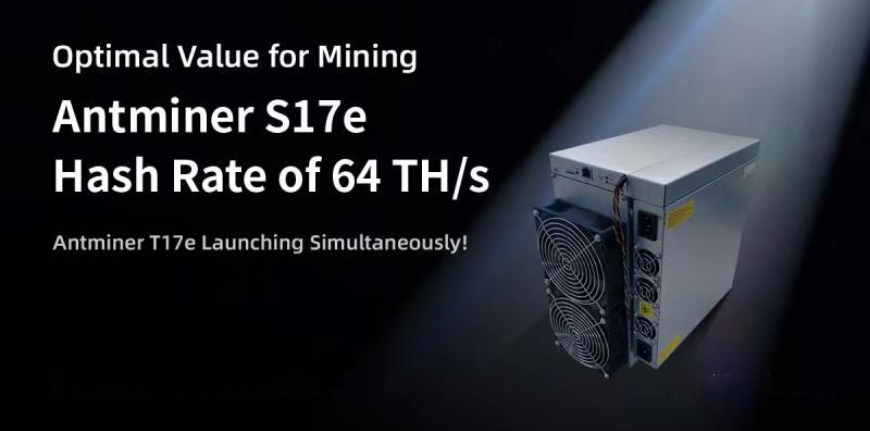 Optimal Value for Mining
Antminer S17e
Hash Rate of 64 TH/s
Antminer T17e Launching Simultaneously!